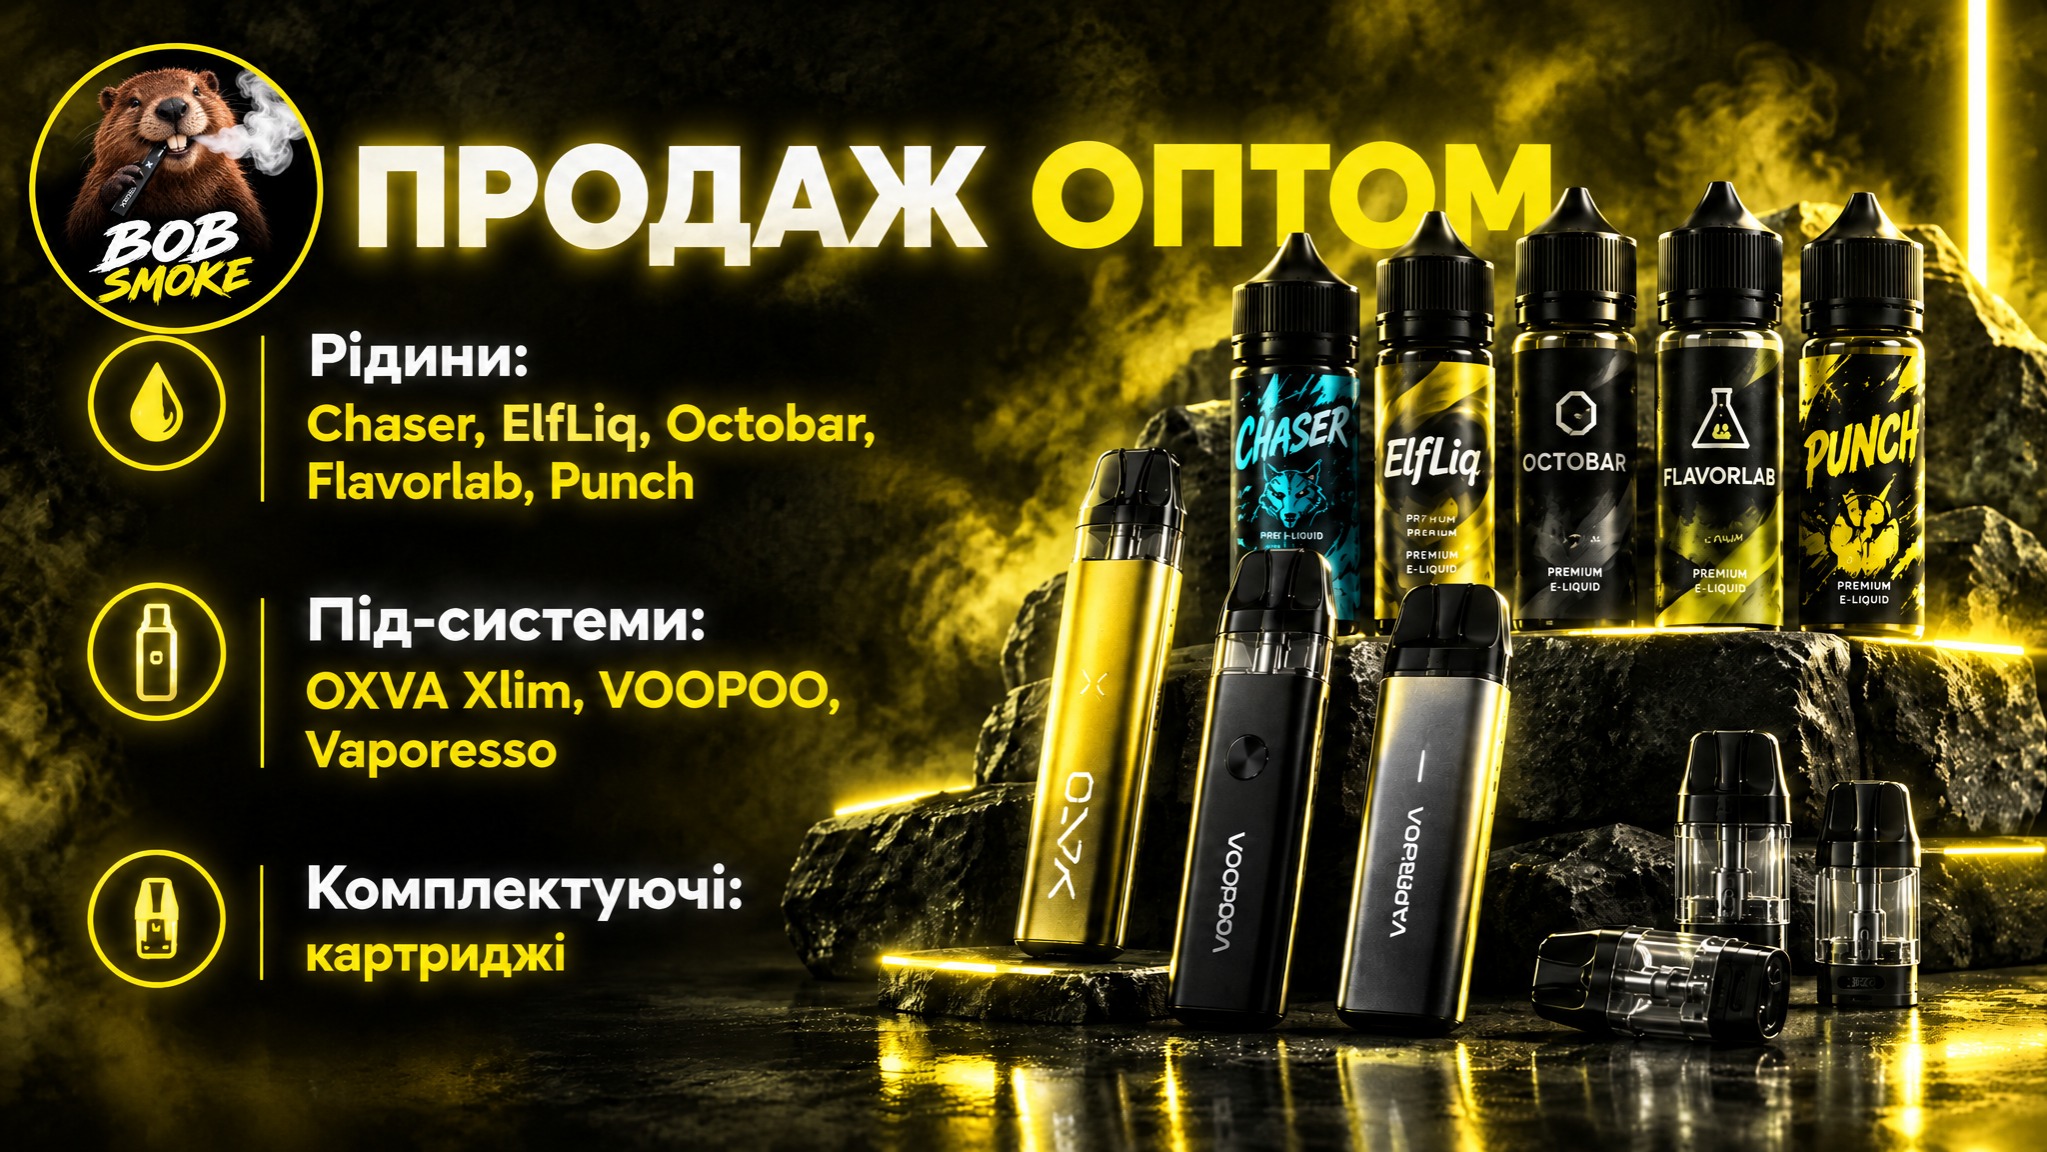 BOB
SMOKE
ПРОДАЖ ОПТОМ
Рідини:
Chaser, ElfLiq, Octobar,
Flavorlab, Punch
Під-системи:
OXVA Xlim, VOOPOO,
Vaporesso
Комплектуючі:
картриджі
CHASER
ElfLiq
PREMIUM
PREMIUM
E-LIQUID
OCTOBAR
PREMIUM
E-LIQUID
FLAVORLAB
PREMIUM
E-LIQUID
PUNCH
PREMIUM
E-LIQUID
VOOPOO